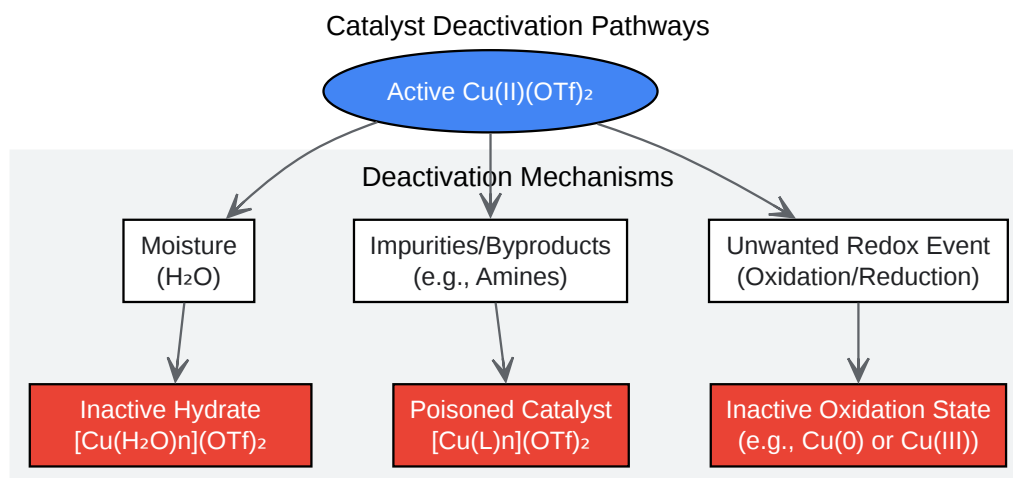 Catalyst Deactivation Pathways
Active Cu(II)(OTf)₂
Deactivation Mechanisms
Moisture
(H₂O)
Impurities/Byproducts
(e.g., Amines)
Unwanted Redox Event
(Oxidation/Reduction)
Inactive Hydrate
[Cu(H₂O)n](OTf)₂
Poisoned Catalyst
[Cu(L)n](OTf)₂
Inactive Oxidation State
(e.g., Cu(0) or Cu(III))